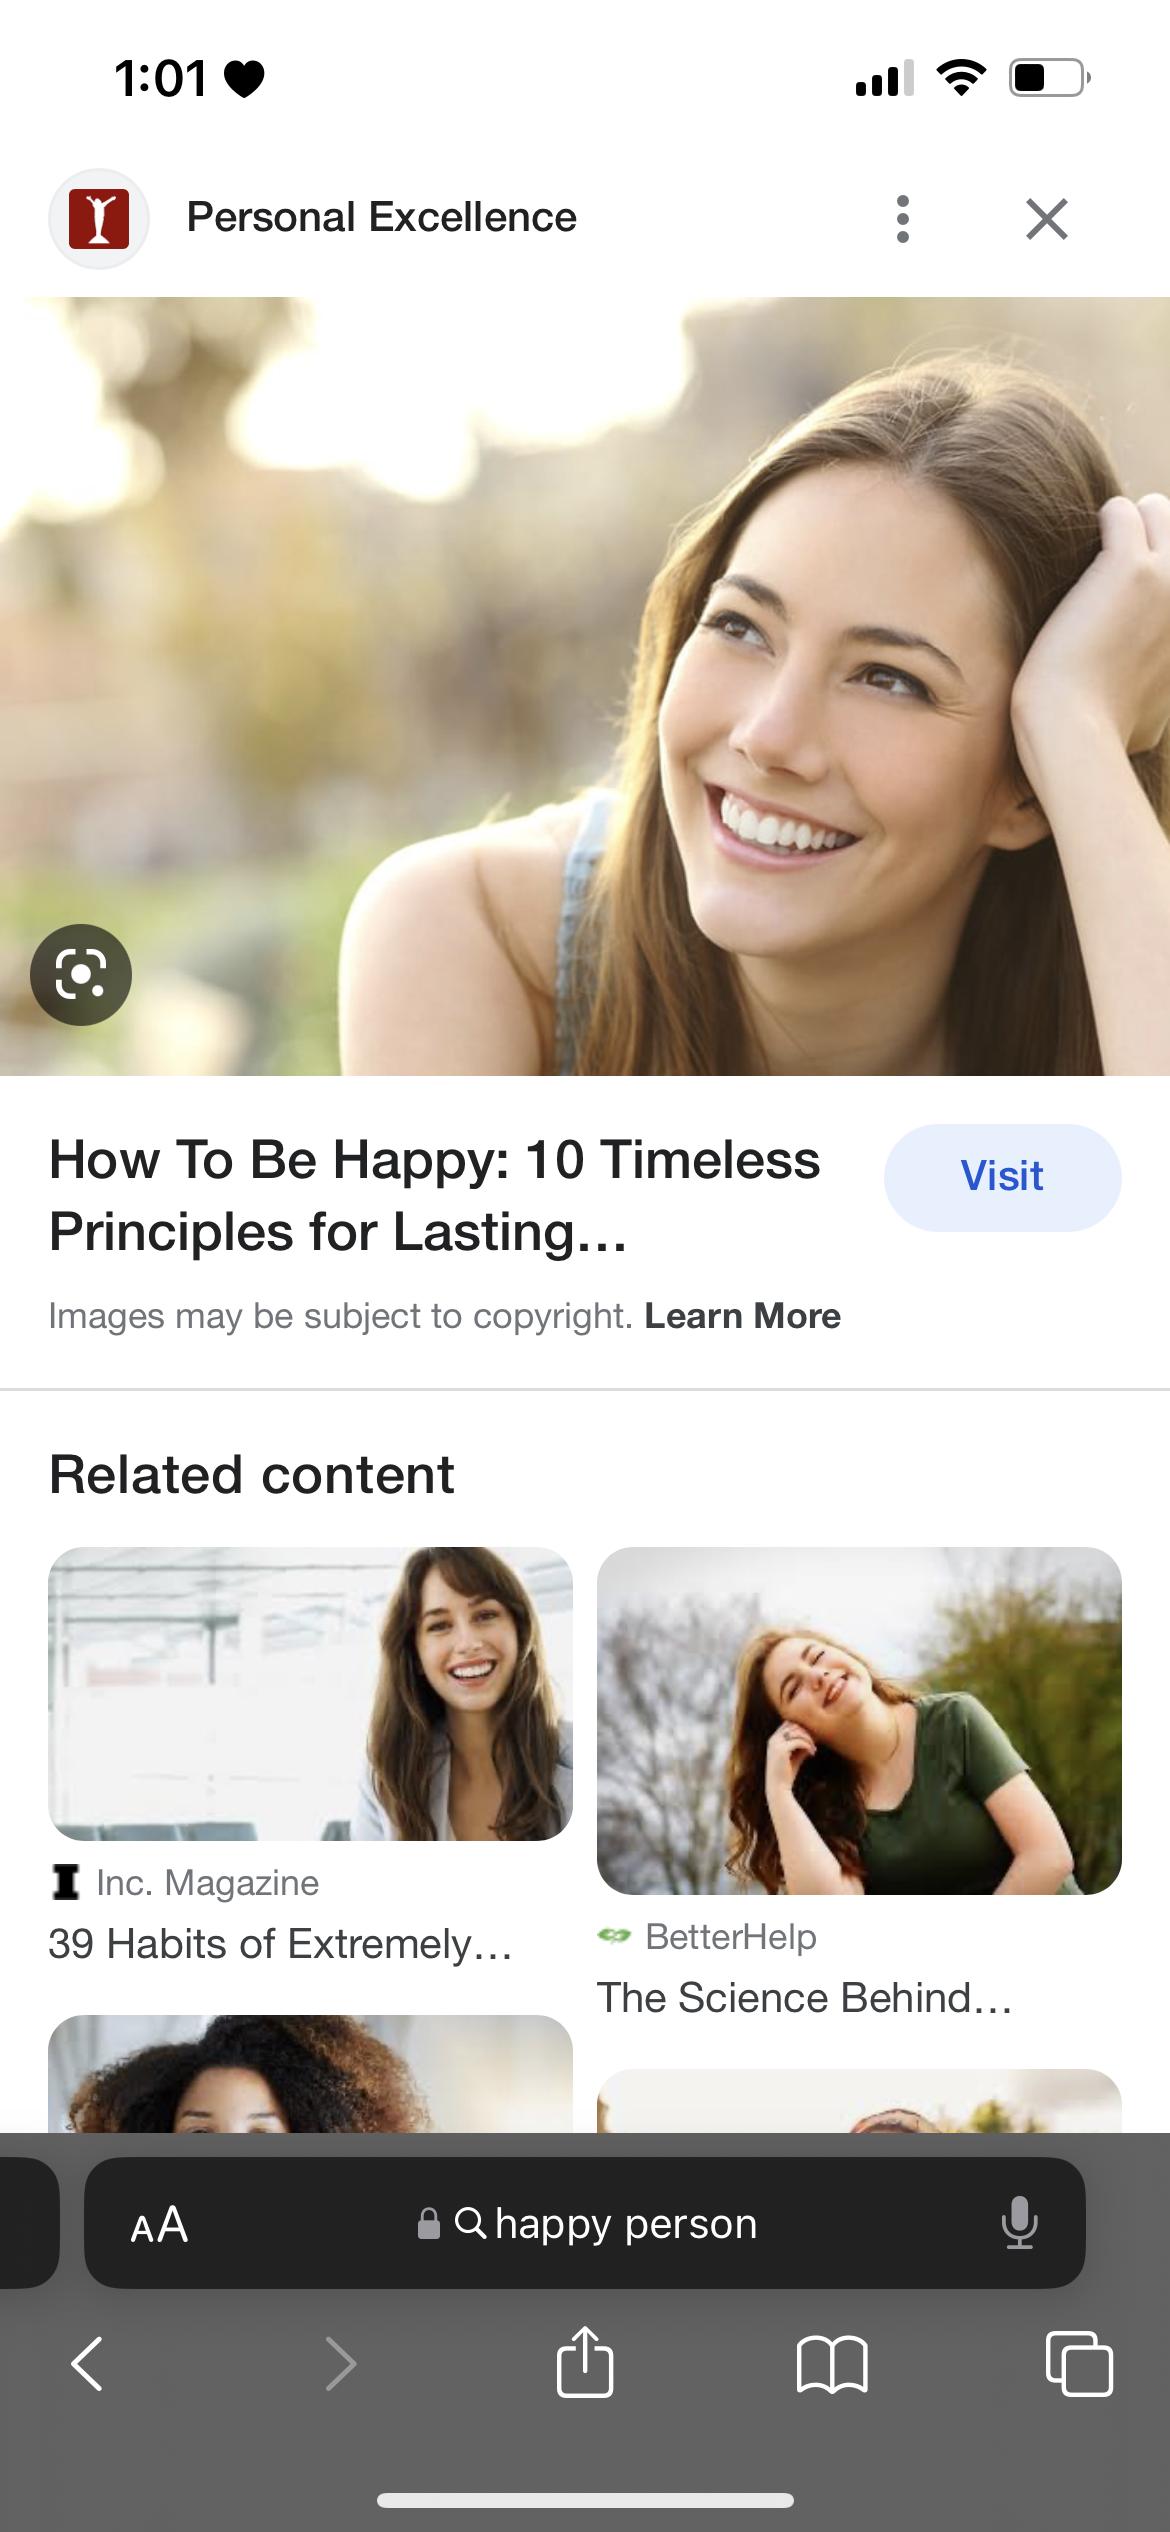 1:01
Personal Excellence
How To Be Happy: 10 Timeless
Principles for Lasting...
Visit
Images may be subject to copyright. Learn More
Related content
Inc. Magazine
39 Habits of Extremely...
BetterHelp
The Science Behind...
AA
happy person